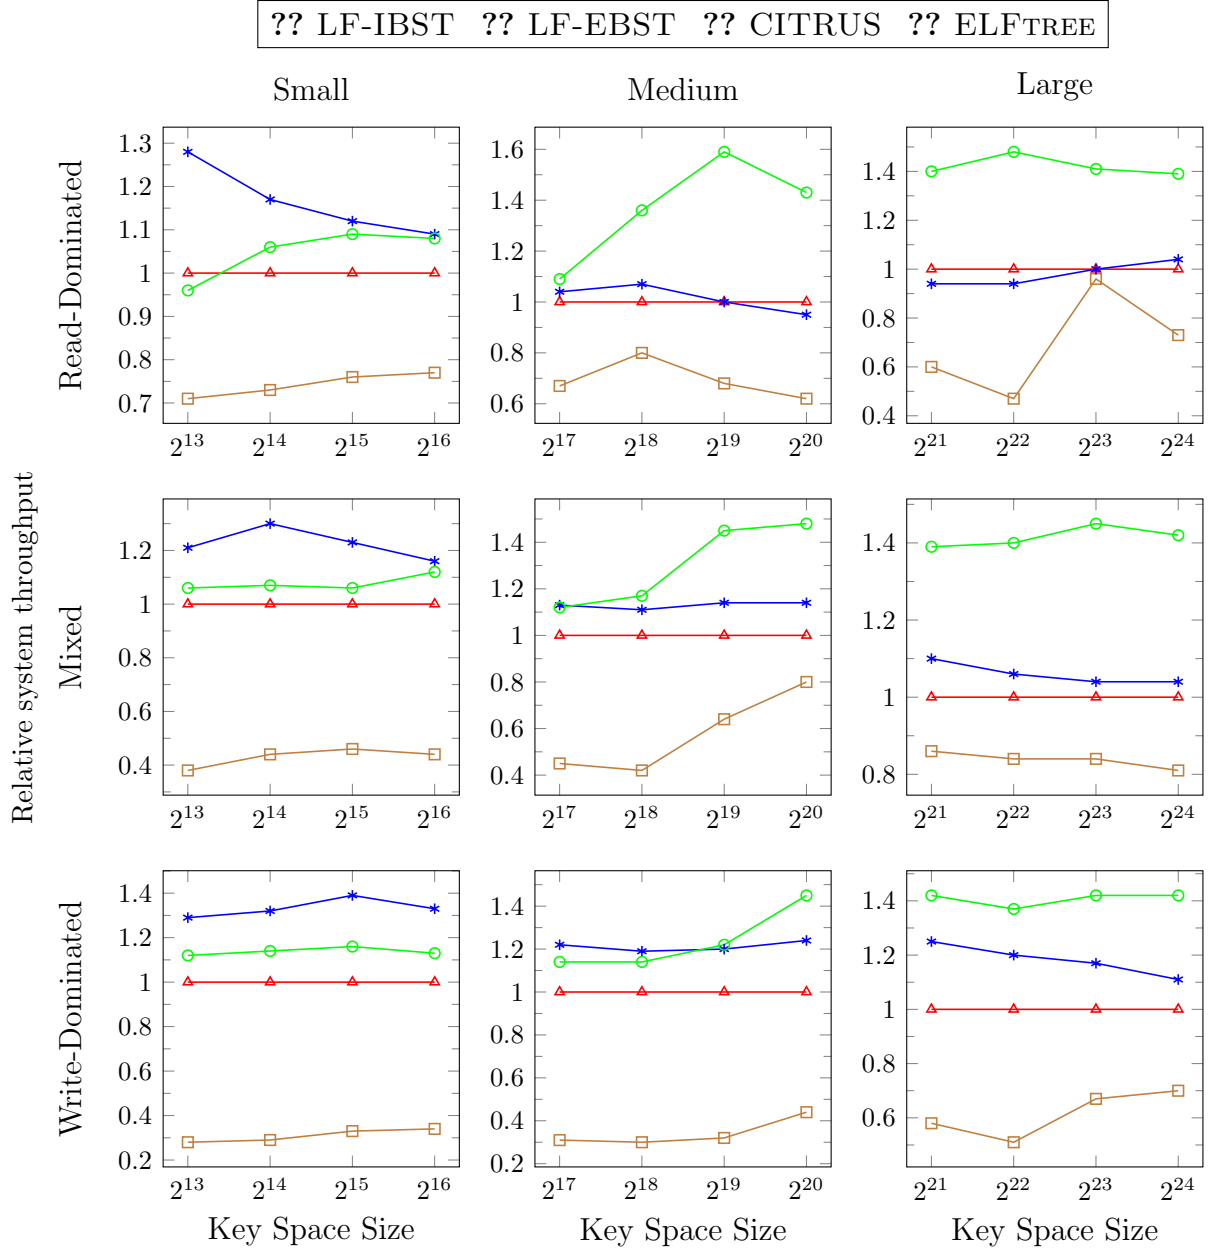 ?? LF-IBST ?? LF-EBST ?? CITRUS ?? ELFTREE
Small Medium Large
Read-Dominated
1.3
1.2
1.1
1
0.9
0.8
0.7
2^13 2^14 2^15 2^16
1.6
1.4
1.2
1
0.8
0.6
2^17 2^18 2^19 2^20
1.4
1.2
1
0.8
0.6
0.4
2^21 2^22 2^23 2^24
Relative system throughput
Mixed
1.2
1
0.8
0.6
0.4
2^13 2^14 2^15 2^16
1.4
1.2
1
0.8
0.6
0.4
2^17 2^18 2^19 2^20
1.4
1.2
1
0.8
2^21 2^22 2^23 2^24
Write-Dominated
1.4
1.2
1
0.8
0.6
0.4
0.2
2^13 2^14 2^15 2^16
Key Space Size
1.4
1.2
1
0.8
0.6
0.4
0.2
2^17 2^18 2^19 2^20
Key Space Size
1.4
1.2
1
0.8
0.6
2^21 2^22 2^23 2^24
Key Space Size